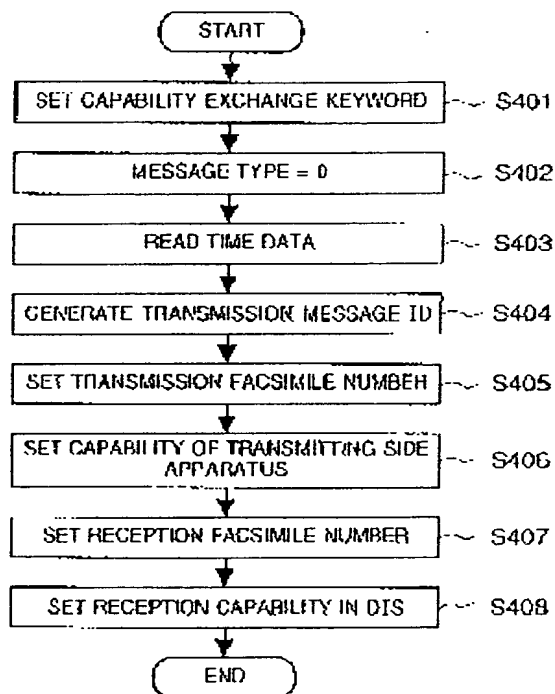 START
SET CAPABILITY EXCHANGE KEYWORD
S401
MESSAGE TYPE = 0
S402
READ TIME DATA
S403
GENERATE TRANSMISSION MESSAGE ID
S404
SET TRANSMISSION FACSIMILE NUMBER
S405
SET CAPABILITY OF TRANSMITTING SIDE
APPARATUS
S406
SET RECEPTION FACSIMILE NUMBER
S407
SET RECEPTION CAPABILITY IN DIS
S408
END